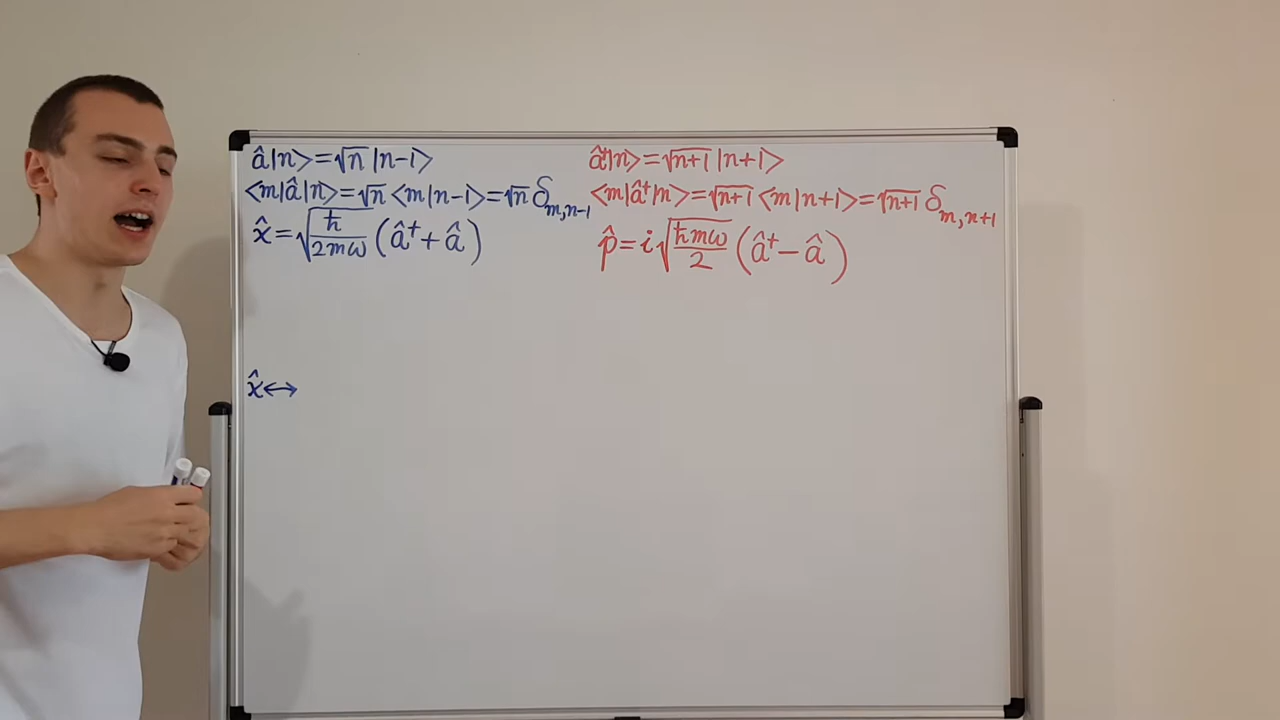 â|n>=√n |n-1>
<m|â|n>=√n <m|n-1>=√n δ_{m,n-1}
x̂=√(ħ/2mω) (â†+â)
â†|n>=√n+1 |n+1>
<m|â†|m>=√n+1 <m|n+1>=√n+1 δ_{m,n+1}
p̂=i√(ħmω/2) (â†-â)
x̂↔